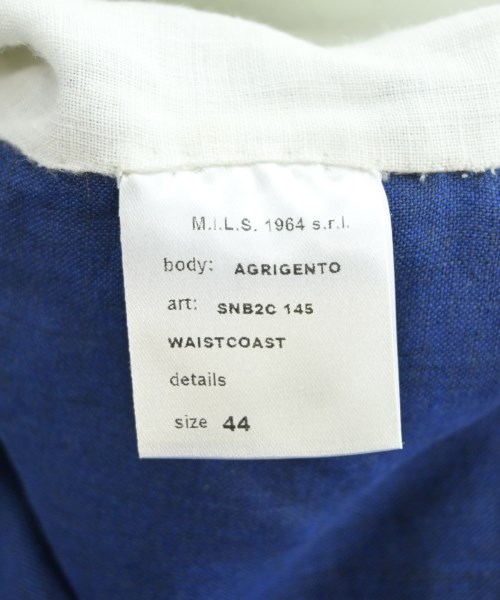 M.I.L.S. 1964 s.r.l.
body: AGRIGENTO
art: SNB2C 145
WAISTCOAST
details
size 44